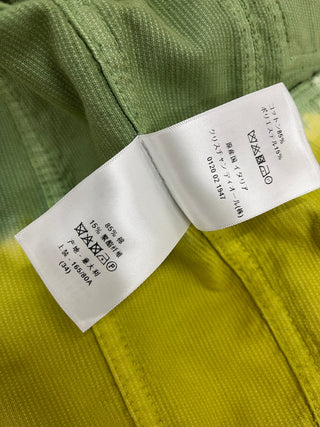 85% 棉
15% 聚酯纤维
产地：意大利
上装：165/80A
(34)
コットン 85%
ポリエステル 15%
原産国 イタリア
クリスチャン ディオール(株)
0120 02 1947